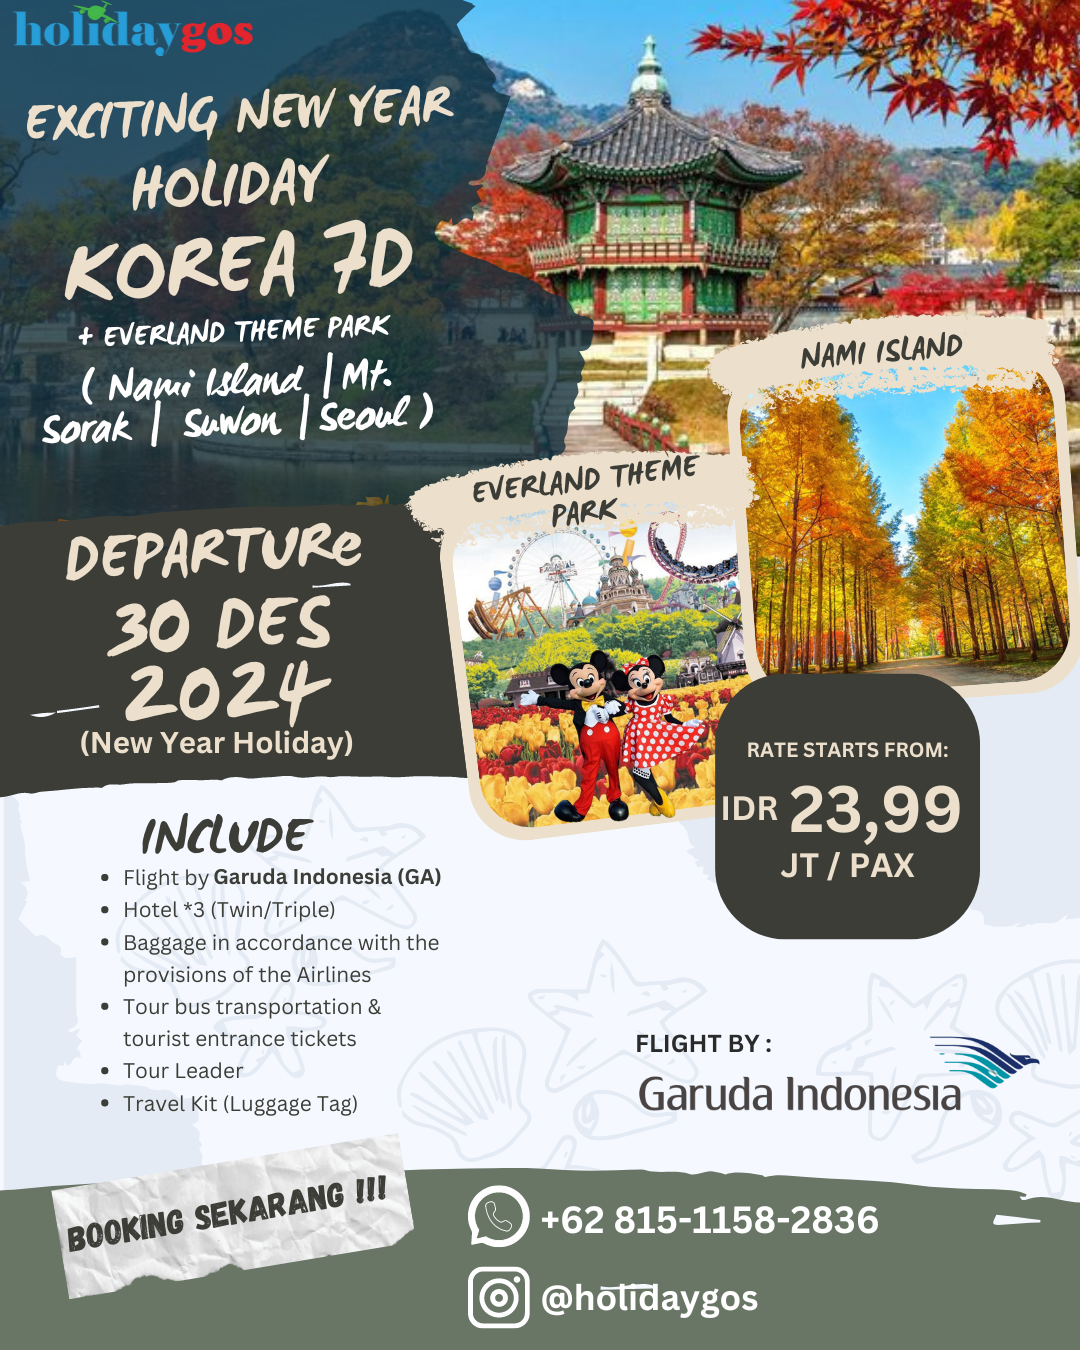 holidaygos
EXCITING NEW YEAR
HOLIDAY
KOREA 7D
+ EVERLAND THEME PARK
( Nami Island | Mt.
Sorak | Suwon | Seoul )
NAMI ISLAND
EVERLAND THEME
PARK
DEPARTURe
30 DES
2024
(New Year Holiday)
RATE STARTS FROM:
IDR 23,99
JT / PAX
INCLUDE
• Flight by Garuda Indonesia (GA)
• Hotel *3 (Twin/Triple)
• Baggage in accordance with the
provisions of the Airlines
• Tour bus transportation &
tourist entrance tickets
• Tour Leader
• Travel Kit (Luggage Tag)
FLIGHT BY :
Garuda Indonesia
BOOKING SEKARANG !!!
+62 815-1158-2836
@holidaygos